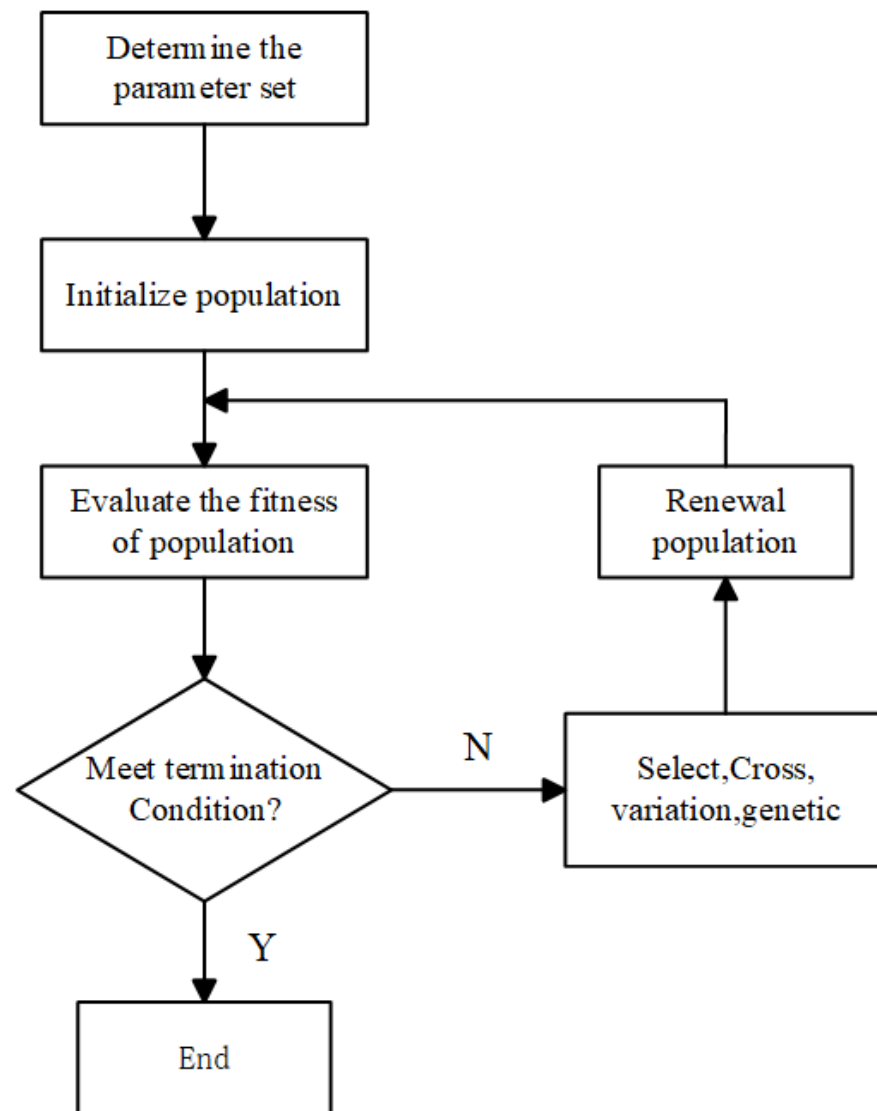 Determine the
parameter set
Initialize population
Evaluate the fitness
of population
Renewal
population
Meet termination
Condition?
N
Select,Cross,
variation,genetic
Y
End